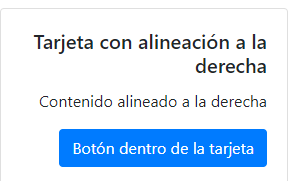 Tarjeta con alineación a la
derecha
Contenido alineado a la derecha
Botón dentro de la tarjeta